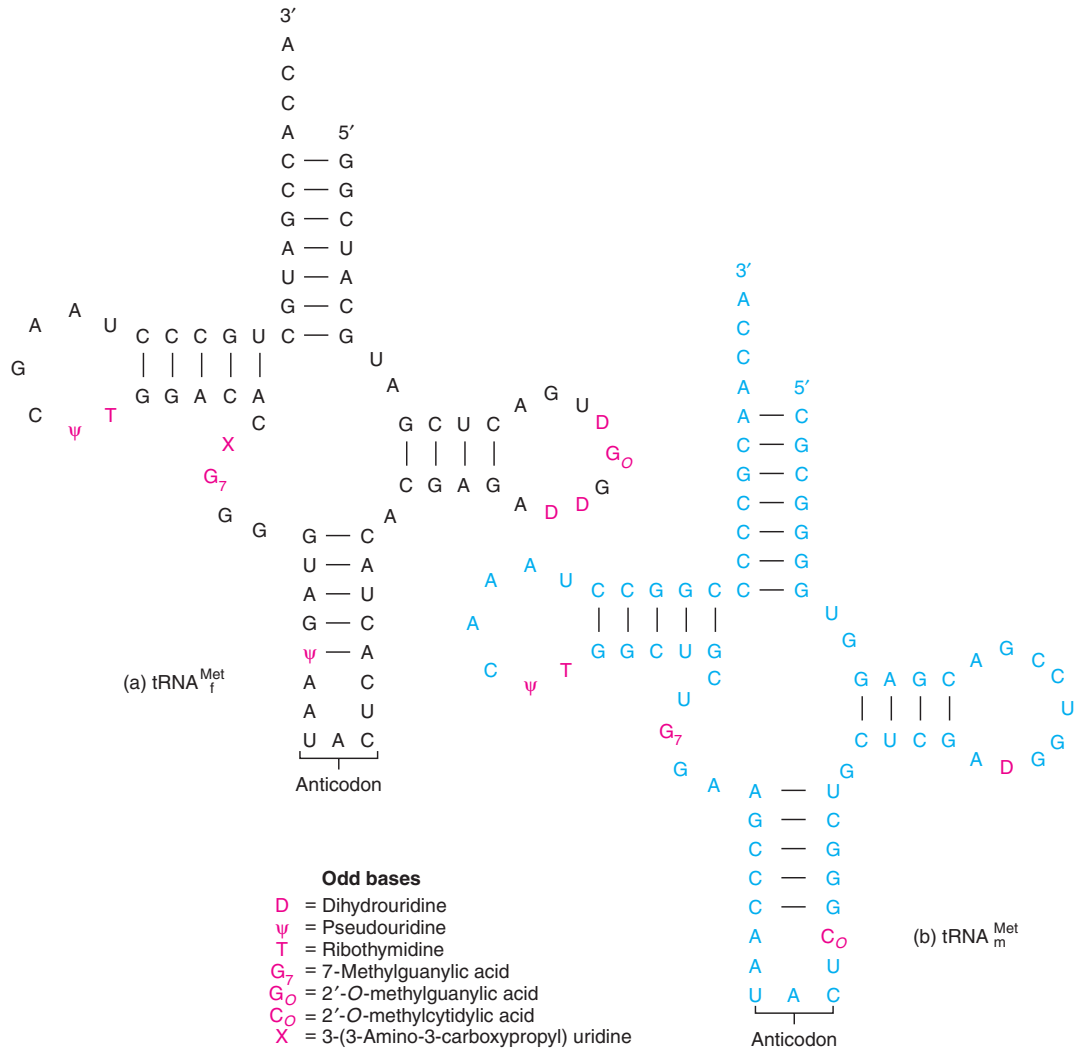 3′
A
C
C
A 5′
C G
C G
G C
A U
U A
G C
A A U C C C G U C G
G U A
C ψ T G G A C A C
X
G7
G G
G C U C A G U D
GO
C G A G A D D G
A
G C
U A
A U
G C
ψ A
A C
A U
U A C
Anticodon
(a) tRNA Met f
3′
A
C
C
A 5′
A C
C G
G C
C G
C G
C G
A A U C C G G C C G
A U G
C ψ T G G C U G C
U
G7
G A
G A G C A G C C
U
C U C G A D G G
G
A U
G C
C G
C G
C G
A CO
A U
U A C
Anticodon
(b) tRNA Met m
Odd bases
D = Dihydrouridine
ψ = Pseudouridine
T = Ribothymidine
G7 = 7-Methylguanylic acid
GO = 2′-O-methylguanylic acid
CO = 2′-O-methylcytidylic acid
X = 3-(3-Amino-3-carboxypropyl) uridine